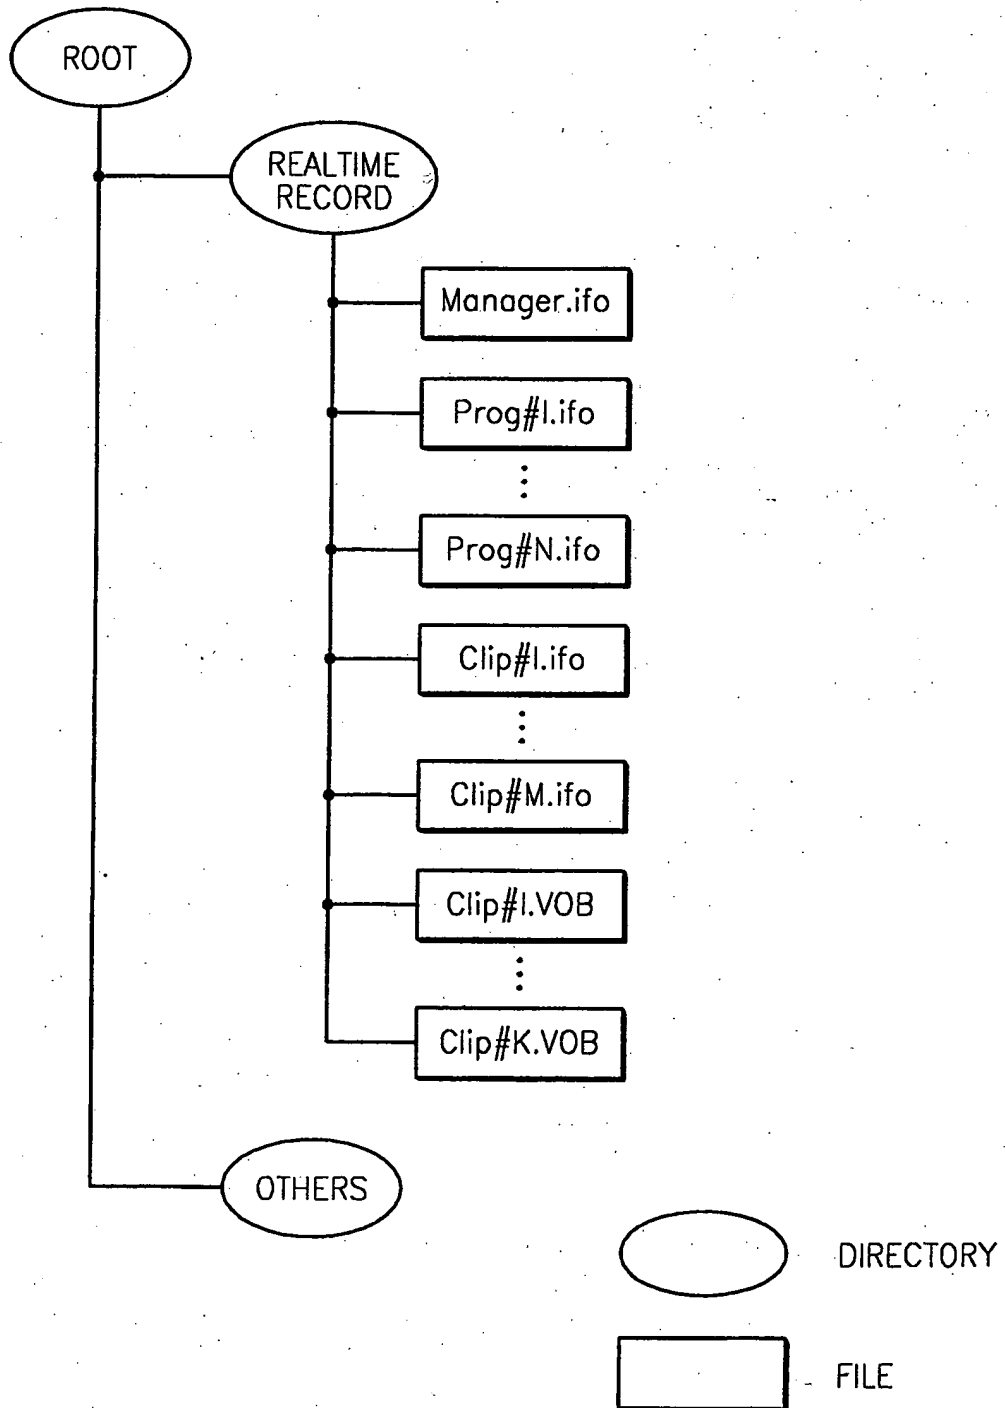 ROOT
REALTIME
RECORD
Manager.ifo
Prog#1.ifo
Prog#N.ifo
Clip#1.ifo
Clip#M.ifo
Clip#1.VOB
Clip#K.VOB
OTHERS
DIRECTORY
FILE